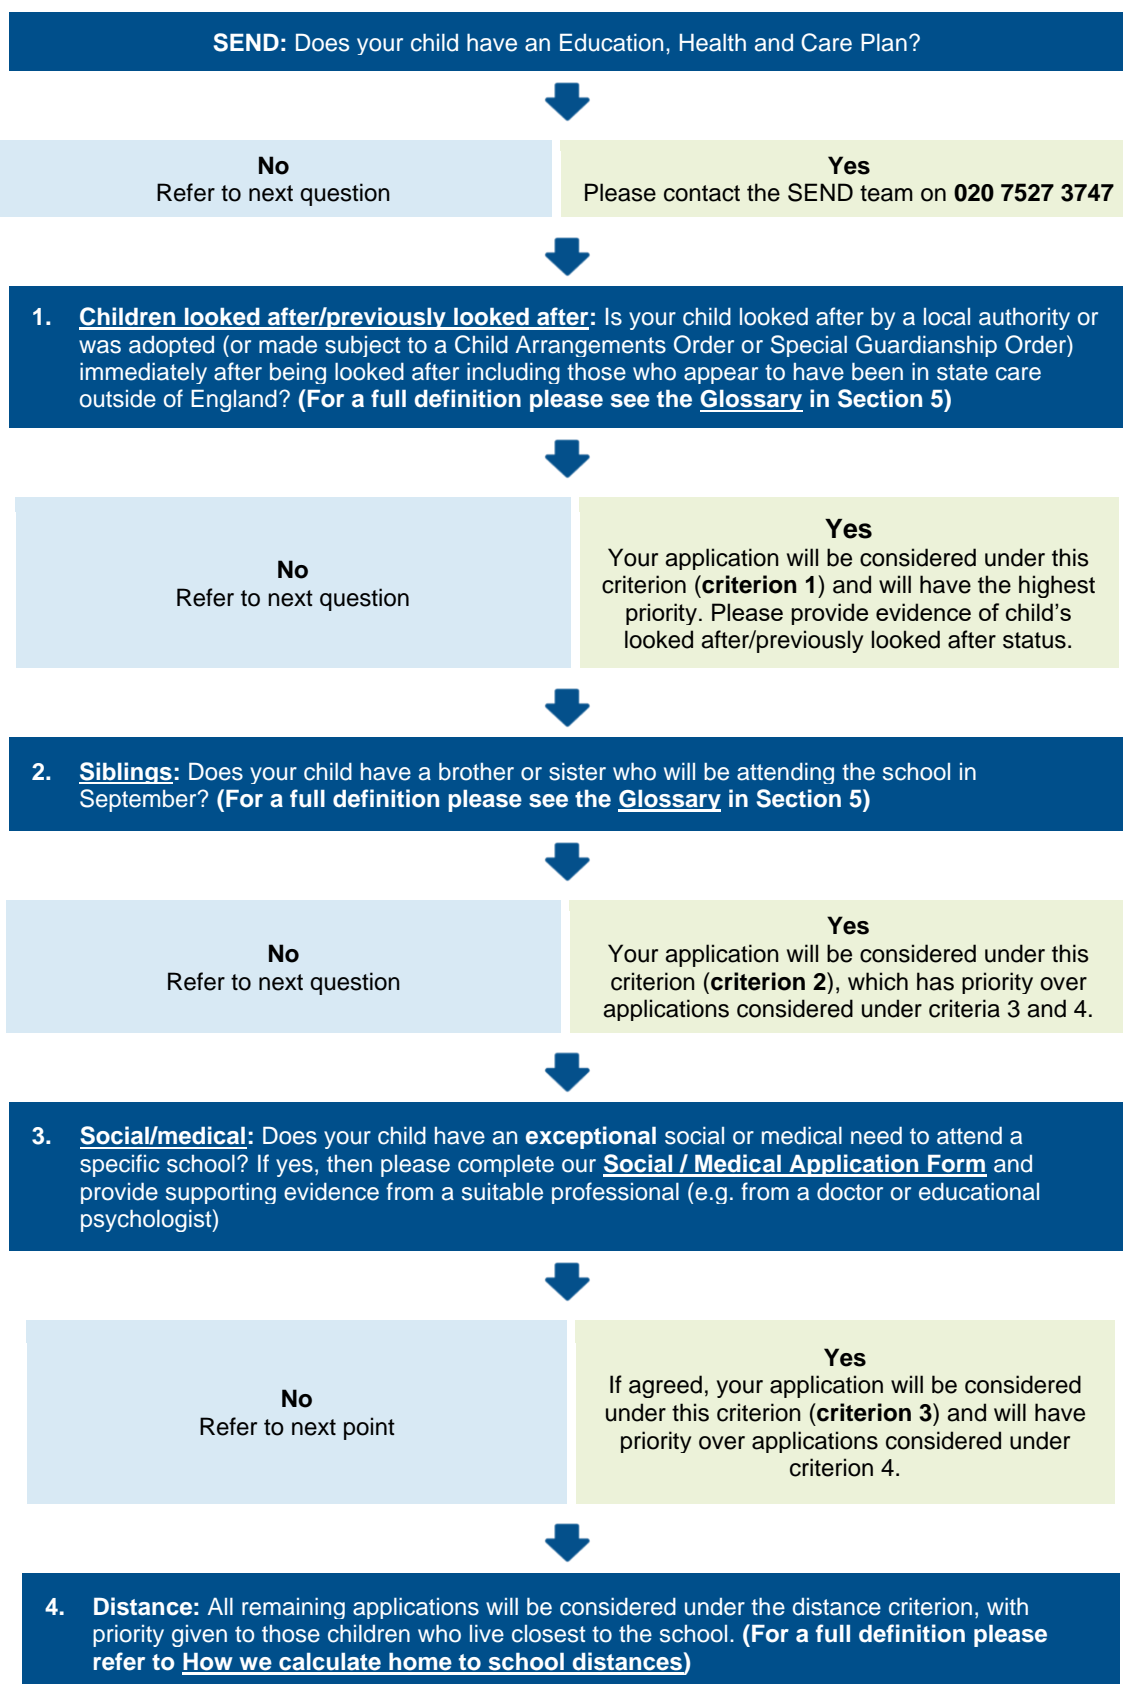 SEND: Does your child have an Education, Health and Care Plan?
No
Refer to next question
Yes
Please contact the SEND team on 020 7527 3747
1. Children looked after/previously looked after: Is your child looked after by a local authority or
was adopted (or made subject to a Child Arrangements Order or Special Guardianship Order)
immediately after being looked after including those who appear to have been in state care
outside of England? (For a full definition please see the Glossary in Section 5)
No
Refer to next question
Yes
Your application will be considered under this
criterion (criterion 1) and will have the highest
priority. Please provide evidence of child's
looked after/previously looked after status.
2. Siblings: Does your child have a brother or sister who will be attending the school in
September? (For a full definition please see the Glossary in Section 5)
No
Refer to next question
Yes
Your application will be considered under this
criterion (criterion 2), which has priority over
applications considered under criteria 3 and 4.
3. Social/medical: Does your child have an exceptional social or medical need to attend a
specific school? If yes, then please complete our Social / Medical Application Form and
provide supporting evidence from a suitable professional (e.g. from a doctor or educational
psychologist)
No
Refer to next point
Yes
If agreed, your application will be considered
under this criterion (criterion 3) and will have
priority over applications considered under
criterion 4.
4. Distance: All remaining applications will be considered under the distance criterion, with
priority given to those children who live closest to the school. (For a full definition please
refer to How we calculate home to school distances)